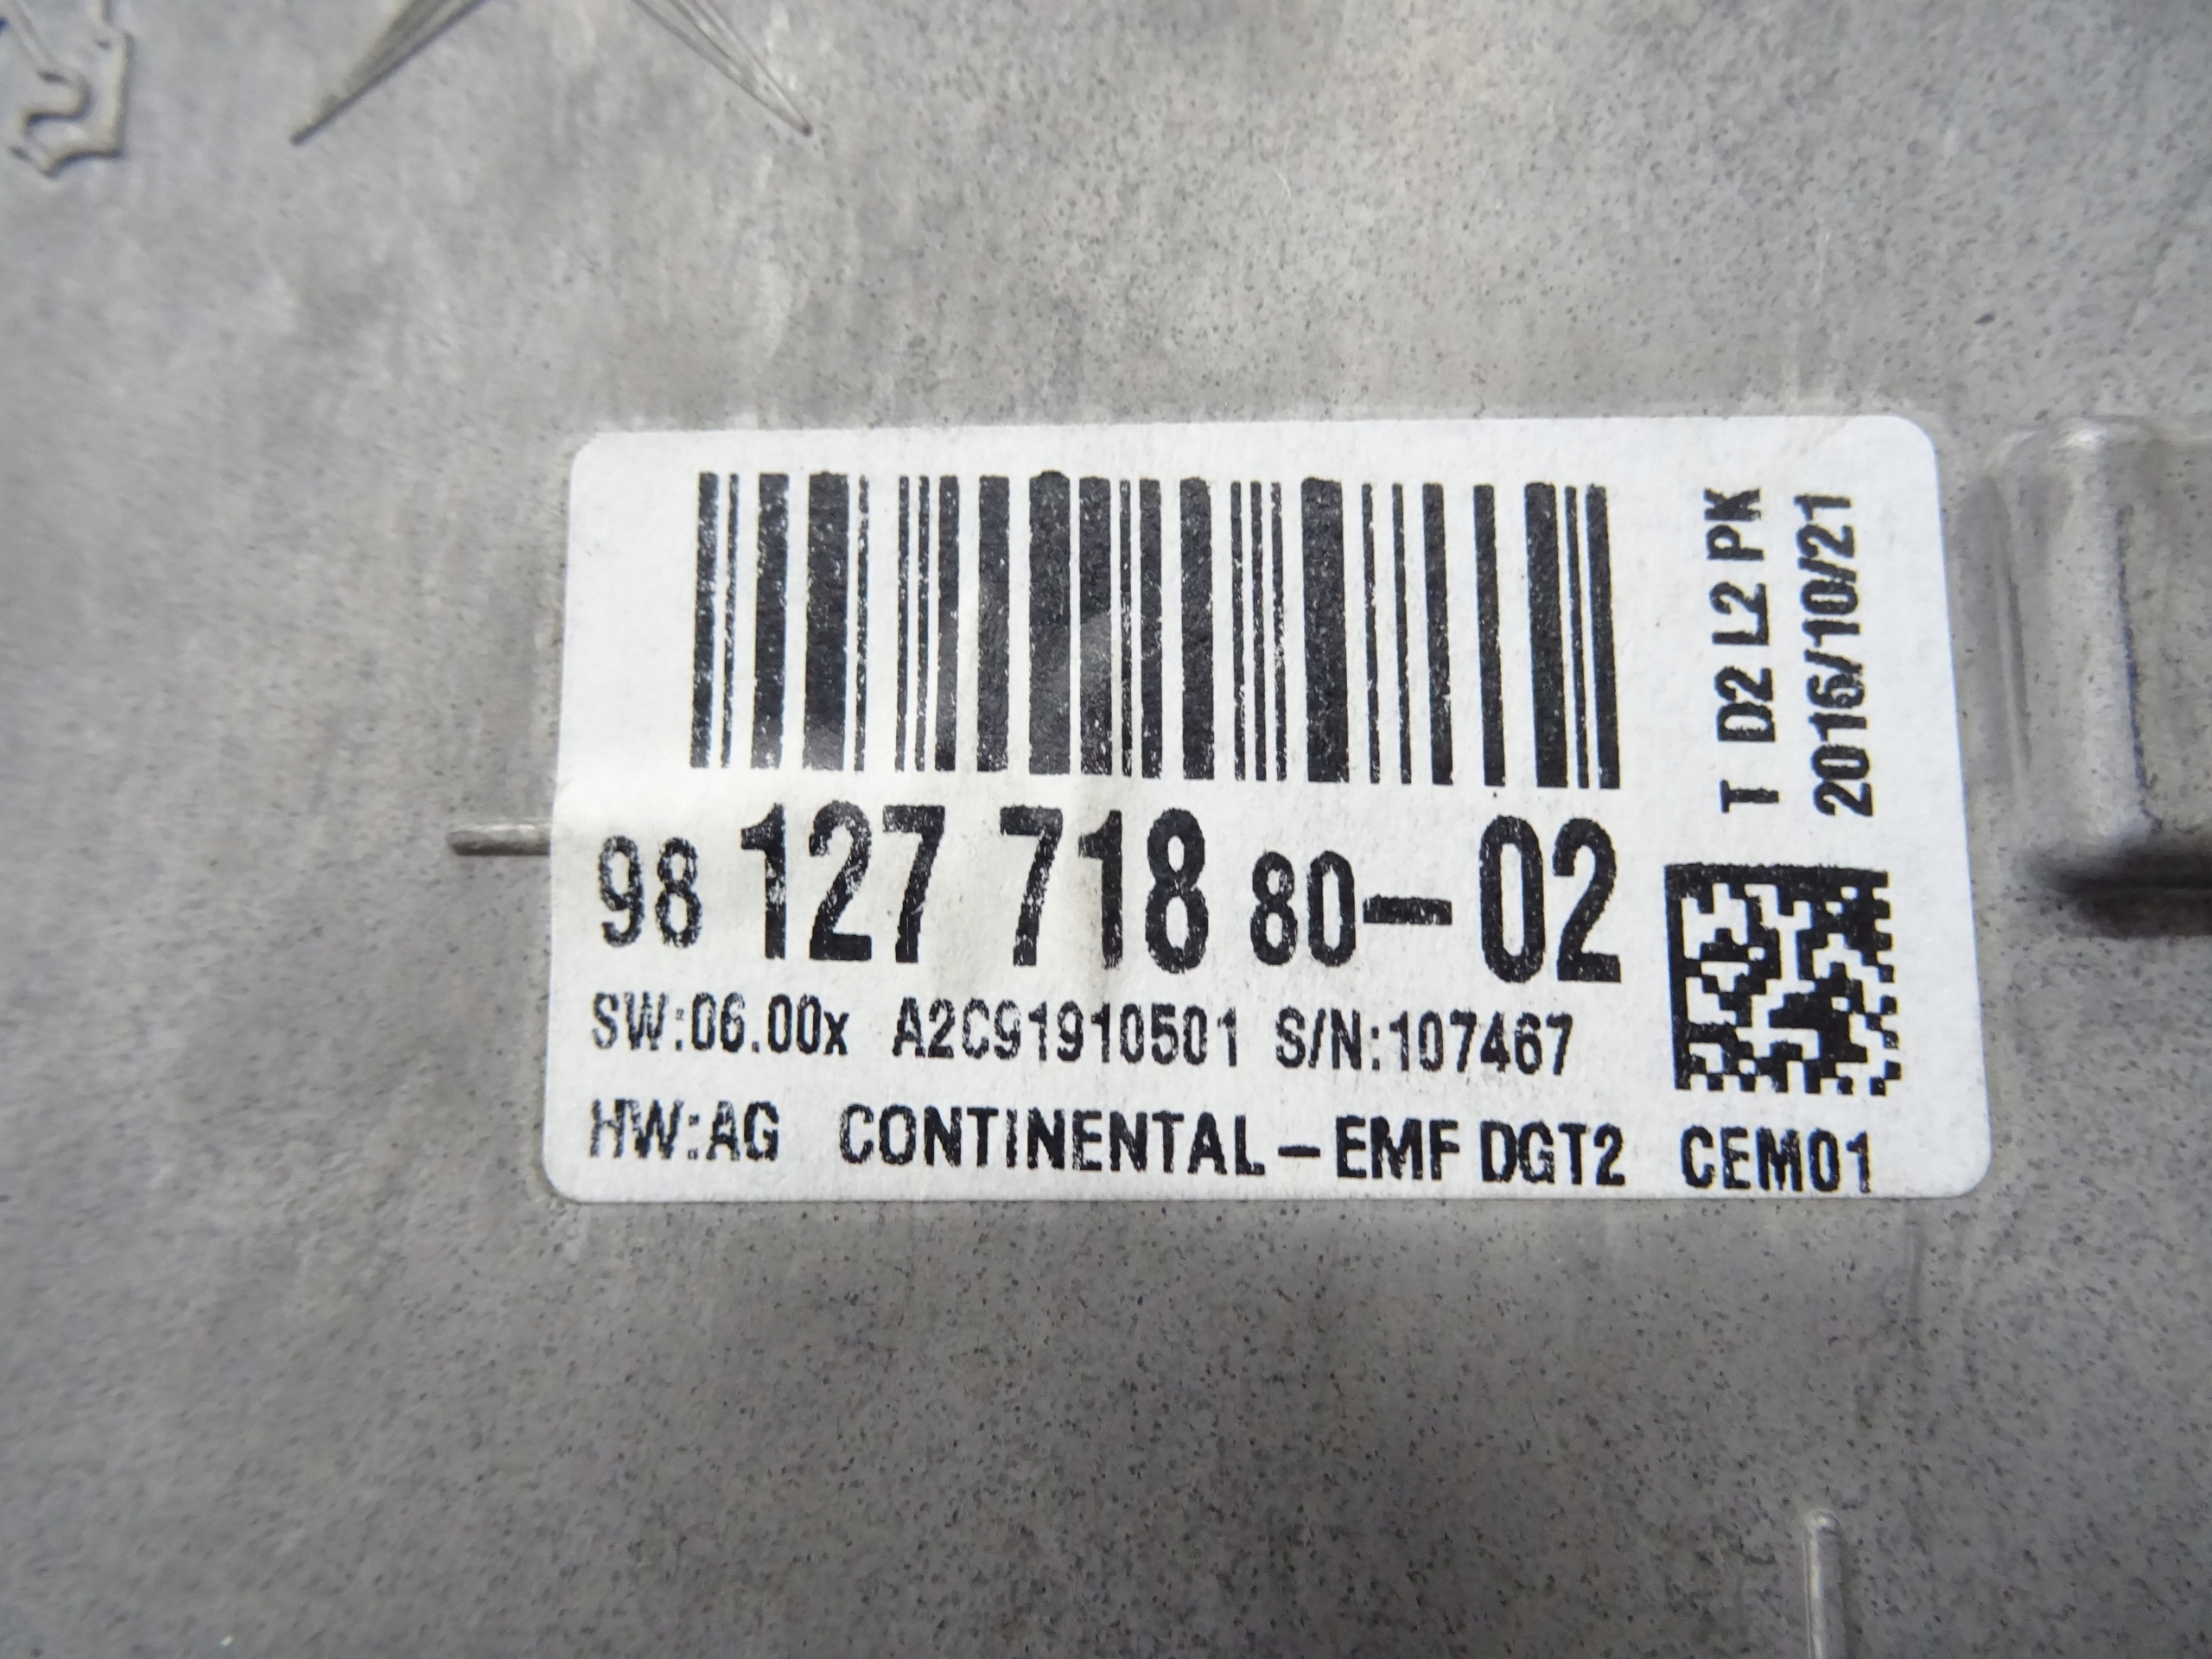 98 127 718 80-02
SW:06.00x A2C91910501 S/N:107467
HW:AG CONTINENTAL-EMF DGT2 CEM01
T D2 L2 PK
2016/10/21